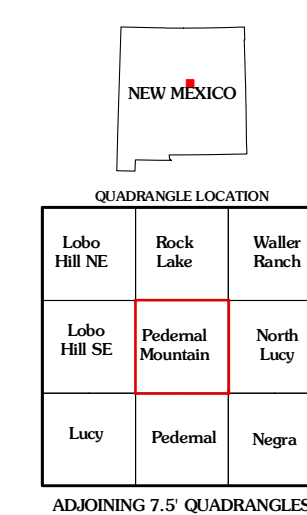 NEW MEXICO
QUADRANGLE LOCATION
Lobo
Hill NE
Rock
Lake
Waller
Ranch
Lobo
Hill SE
Pedernal
Mountain
North
Lucy
Lucy
Pedernal
Negra
ADJOINING 7.5' QUADRANGLES